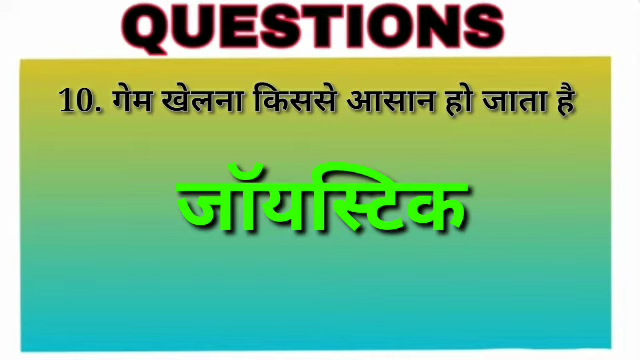 QUESTIONS
10. गेम खेलना किससे आसान हो जाता है
जॉयस्टिक